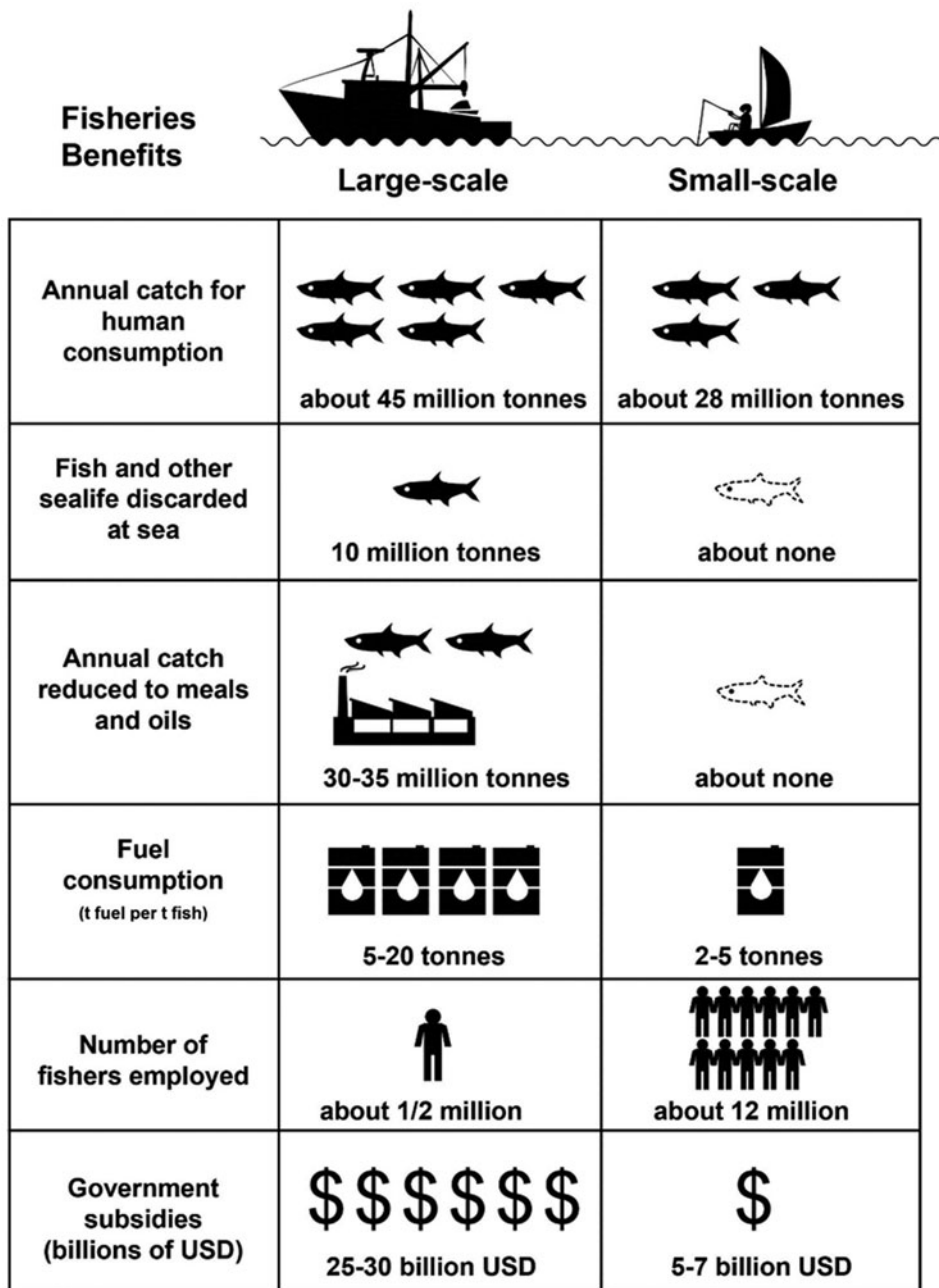 Fisheries
Benefits
Large-scale
Small-scale
Annual catch for
human
consumption
about 45 million tonnes
about 28 million tonnes
Fish and other
sealife discarded
at sea
10 million tonnes
about none
Annual catch
reduced to meals
and oils
30-35 million tonnes
about none
Fuel
consumption
(t fuel per t fish)
5-20 tonnes
2-5 tonnes
Number of
fishers employed
about 1/2 million
about 12 million
Government
subsidies
(billions of USD)
$$$$$$
25-30 billion USD
$
5-7 billion USD